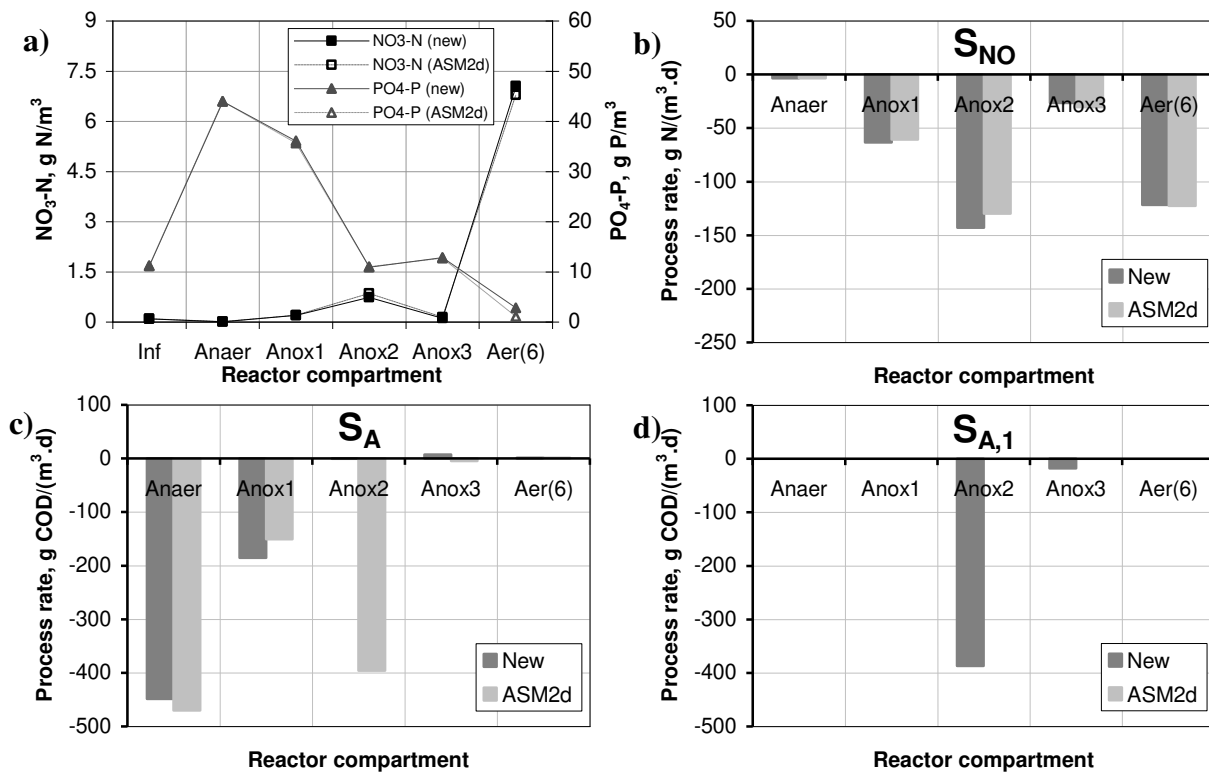 a)
9
7.5
6
4.5
3
1.5
0
NO3-N, g N/m3
60
50
40
30
20
10
0
PO4-P, g P/m3
NO3-N (new)
NO3-N (ASM2d)
PO4-P (new)
PO4-P (ASM2d)
Inf Anaer Anox1 Anox2 Anox3 Aer(6)
Reactor compartment
b)
SNO
50
0
-50
-100
-150
-200
-250
Process rate, g N/(m3.d)
Anaer Anox1 Anox2 Anox3 Aer(6)
New
ASM2d
Reactor compartment
c)
SA
100
0
-100
-200
-300
-400
-500
Process rate, g COD/(m3.d)
Anaer Anox1 Anox2 Anox3 Aer(6)
New
ASM2d
Reactor compartment
d)
SA,1
100
0
-100
-200
-300
-400
-500
Process rate, g COD/(m3.d)
Anaer Anox1 Anox2 Anox3 Aer(6)
New
ASM2d
Reactor compartment